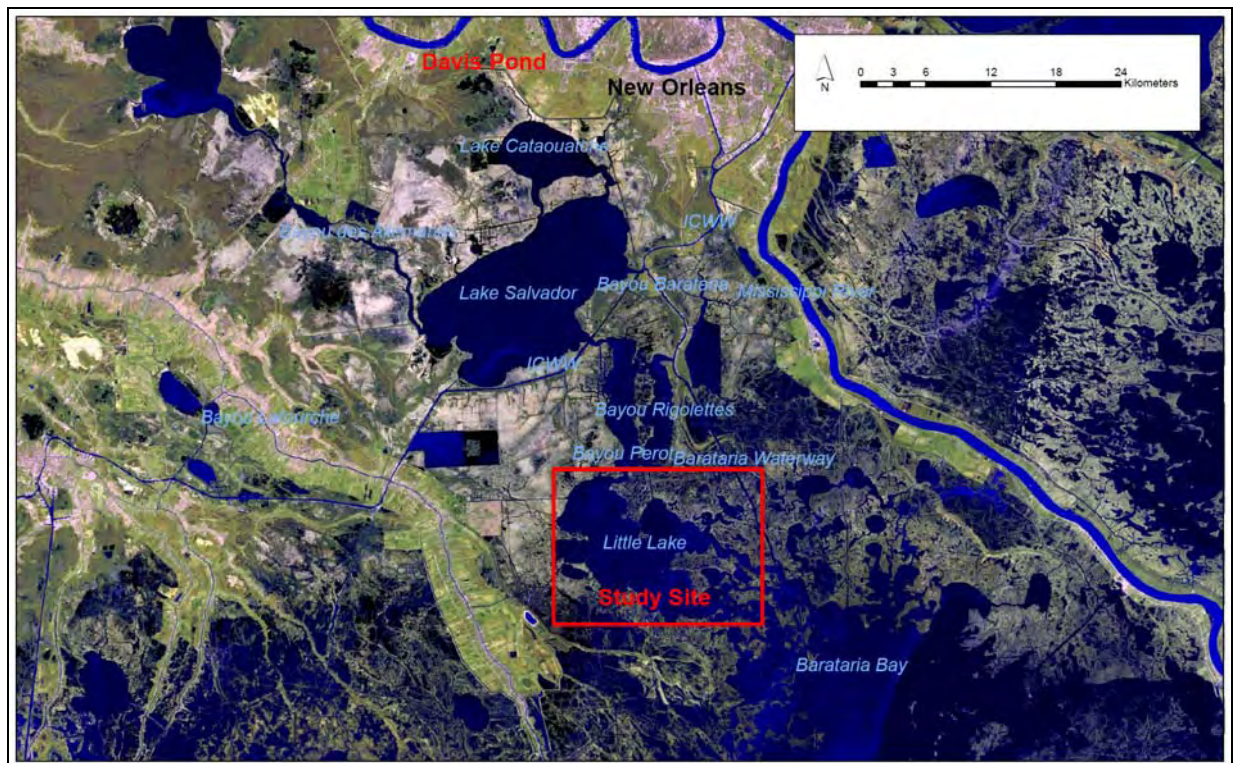 Davis Pond
New Orleans
N
0 3 6 12 18 24
Kilometers
Lake Cataouatche
ICWW
Bayou des Allemands
Bayou Barataria
Lake Salvador
Mississippi River
ICWW
Bayou Lafourche
Bayou Rigolettes
Bayou Perot
Barataria Waterway
Little Lake
Study Site
Barataria Bay